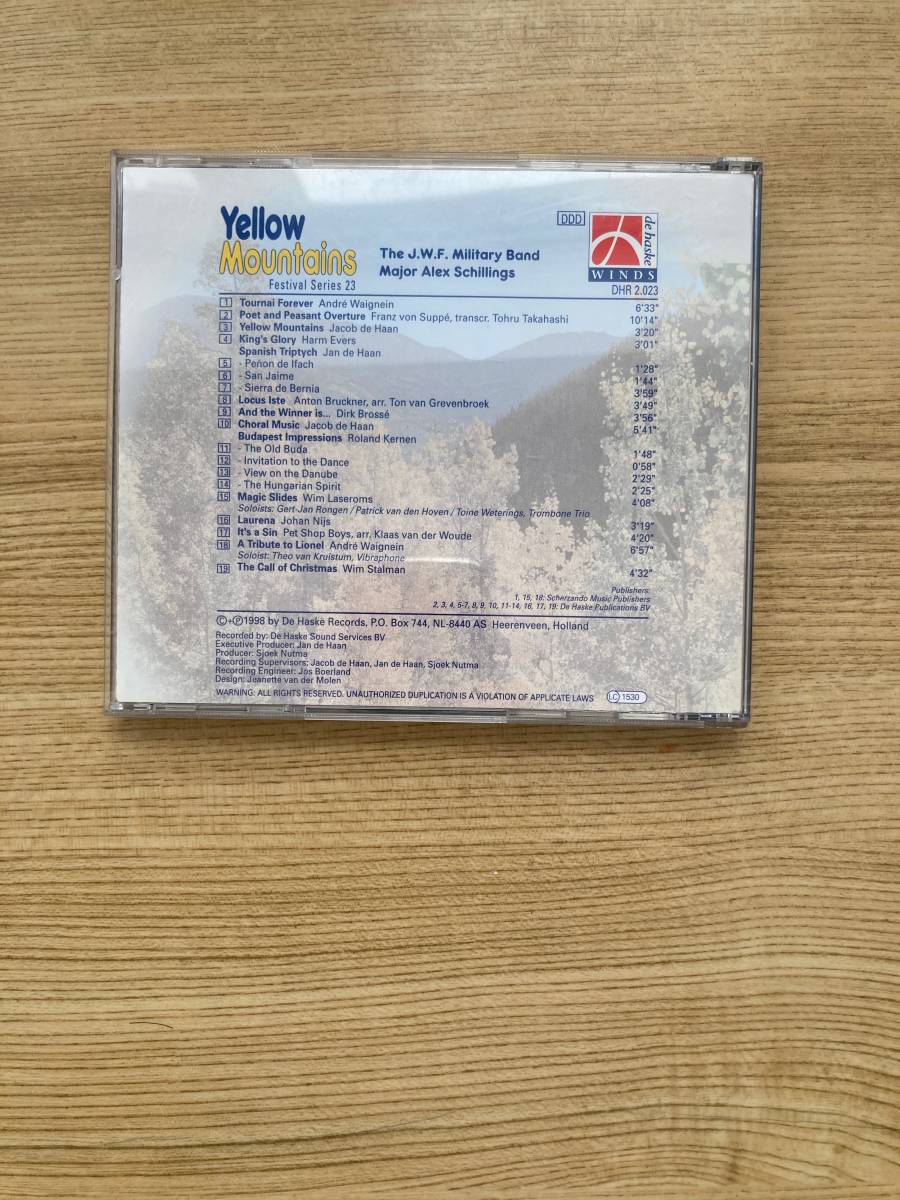 Yellow
Mountains
Festival Series 23
The J.W.F. Military Band
Major Alex Schillings
DDD
de haske
WINDS
DHR 2.023
1 Tournai Forever André Waignein 6'33"
2 Poet and Peasant Overture Franz von Suppé, transcr. Tohru Takahashi 10'14"
3 Yellow Mountains Jacob de Haan 3'20"
4 King's Glory Harm Evers 3'01"
Spanish Triptych Jan de Haan
5 - Peñon de Ifach 1'28"
6 - San Jaime 1'44"
7 - Sierra de Bernia 3'59"
8 Locus Iste Anton Bruckner, arr. Ton van Grevenbroek 3'49"
9 And the Winner is... Dirk Brossé 3'56"
10 Choral Music Jacob de Haan 5'41"
Budapest Impressions Roland Kernen
11 - The Old Buda 1'48"
12 - Invitation to the Dance 0'58"
13 - View on the Danube 2'29"
14 - The Hungarian Spirit 2'25"
15 Magic Slides Wim Laseroms 4'08"
Soloists: Gert-Jan Rongen / Patrick van den Hoven / Toine Weterings, Trombone Trio
16 Laurena Johan Nijs 3'19"
17 It's a Sin Pet Shop Boys, arr. Klaas van der Woude 4'20"
18 A Tribute to Lionel André Waignein 6'57"
Soloist: Theo van Kruistum, Vibraphone
19 The Call of Christmas Wim Stalman 4'32"
Publishers:
1, 15, 18: Scherzando Music Publishers
2, 3, 4, 5-7, 8, 9, 10, 11-14, 16, 17, 19: De Haske Publications BV
©+℗1998 by De Haske Records, P.O. Box 744, NL-8440 AS Heerenveen, Holland
Recorded by: De Haske Sound Services BV
Executive Producer: Jan de Haan
Producer: Sjoek Nutma
Recording Supervisors: Jacob de Haan, Jan de Haan, Sjoek Nutma
Recording Engineer: Jos Boerland
Design: Jeanette van der Molen
WARNING: ALL RIGHTS RESERVED. UNAUTHORIZED DUPLICATION IS A VIOLATION OF APPLICATE LAWS LC 1530